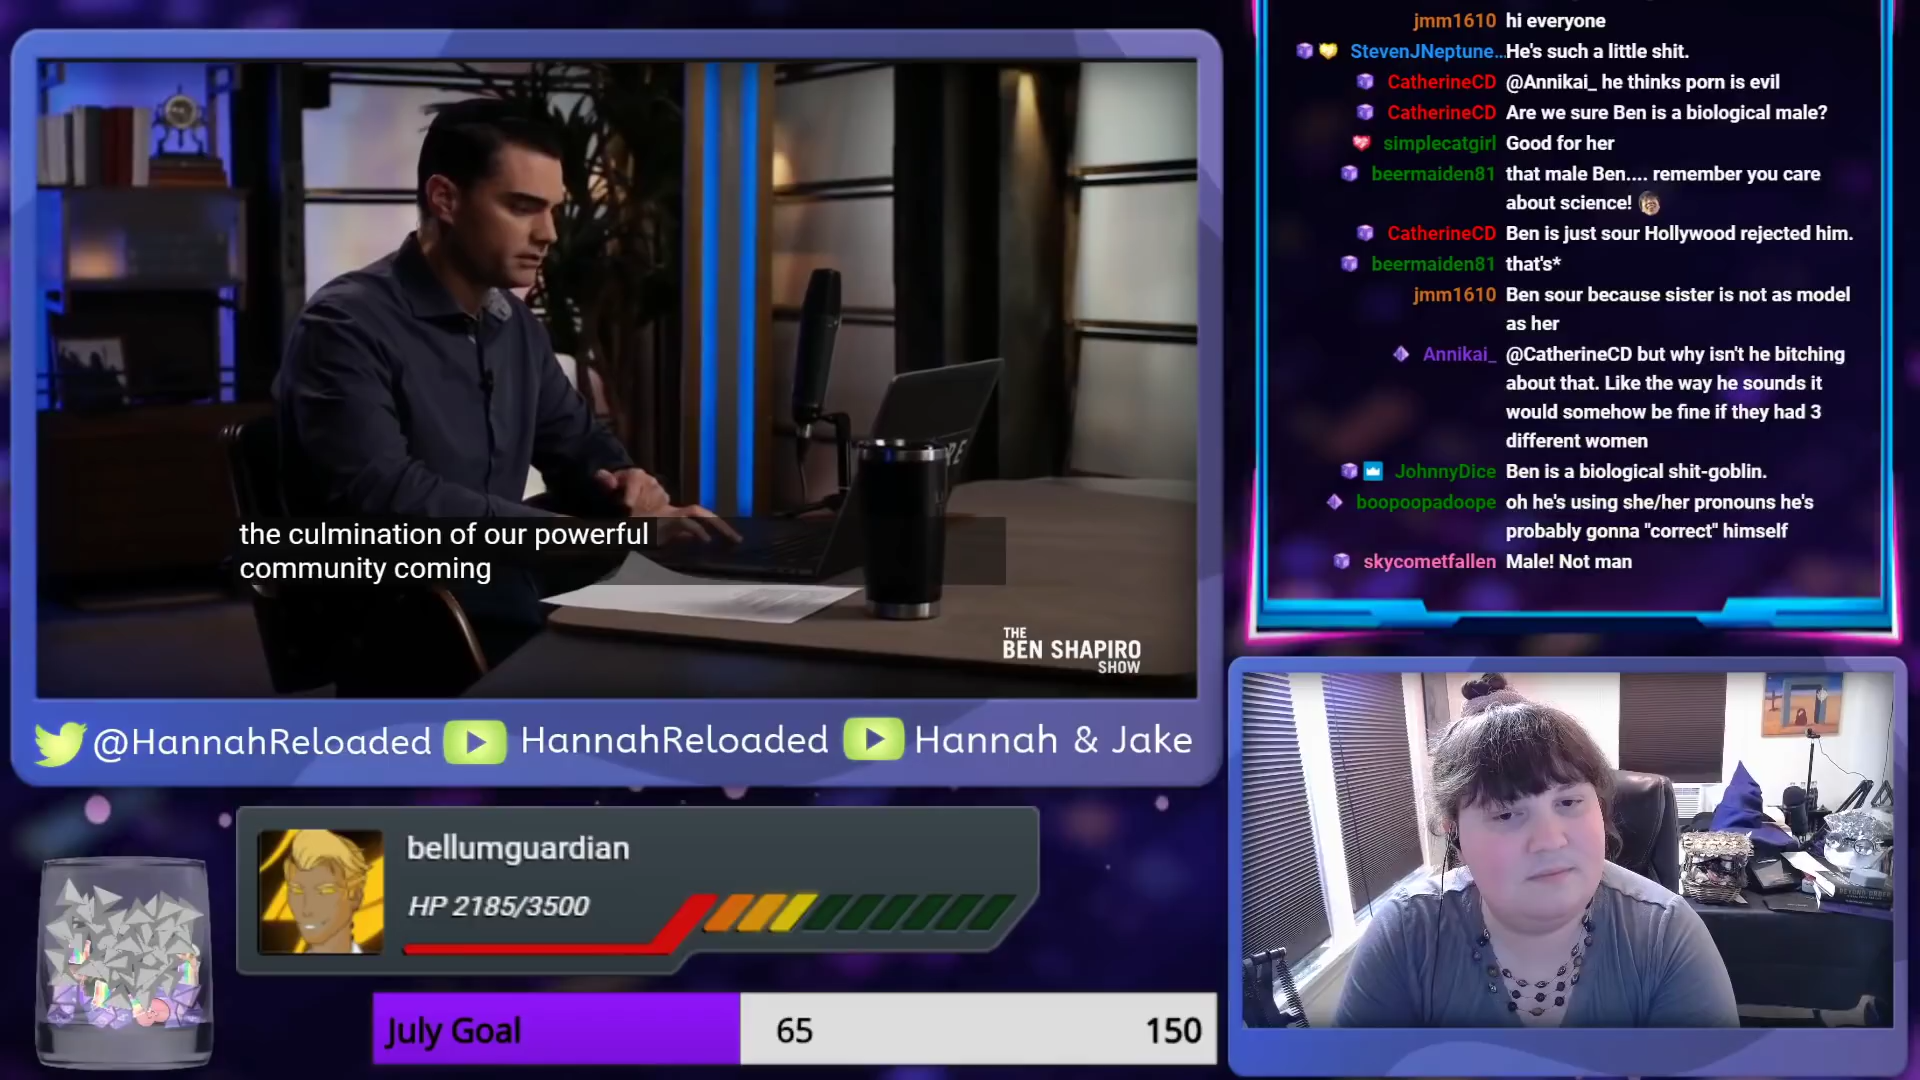 the culmination of our powerful
community coming
THE
BEN SHAPIRO
SHOW
@HannahReloaded HannahReloaded Hannah & Jake
bellumguardian
HP 2185/3500
July Goal 65 150
jmm1610 hi everyone
StevenJNeptune... He's such a little shit.
CatherineCD @Annikai_ he thinks porn is evil
CatherineCD Are we sure Ben is a biological male?
simplecatgirl Good for her
beermaiden81 that male Ben.... remember you care
about science!
CatherineCD Ben is just sour Hollywood rejected him.
beermaiden81 that's*
jmm1610 Ben sour because sister is not as model
as her
Annikai_ @CatherineCD but why isn't he bitching
about that. Like the way he sounds it
would somehow be fine if they had 3
different women
JohnnyDice Ben is a biological shit-goblin.
boopoopadoope oh he's using she/her pronouns he's
probably gonna "correct" himself
skycometfallen Male! Not man